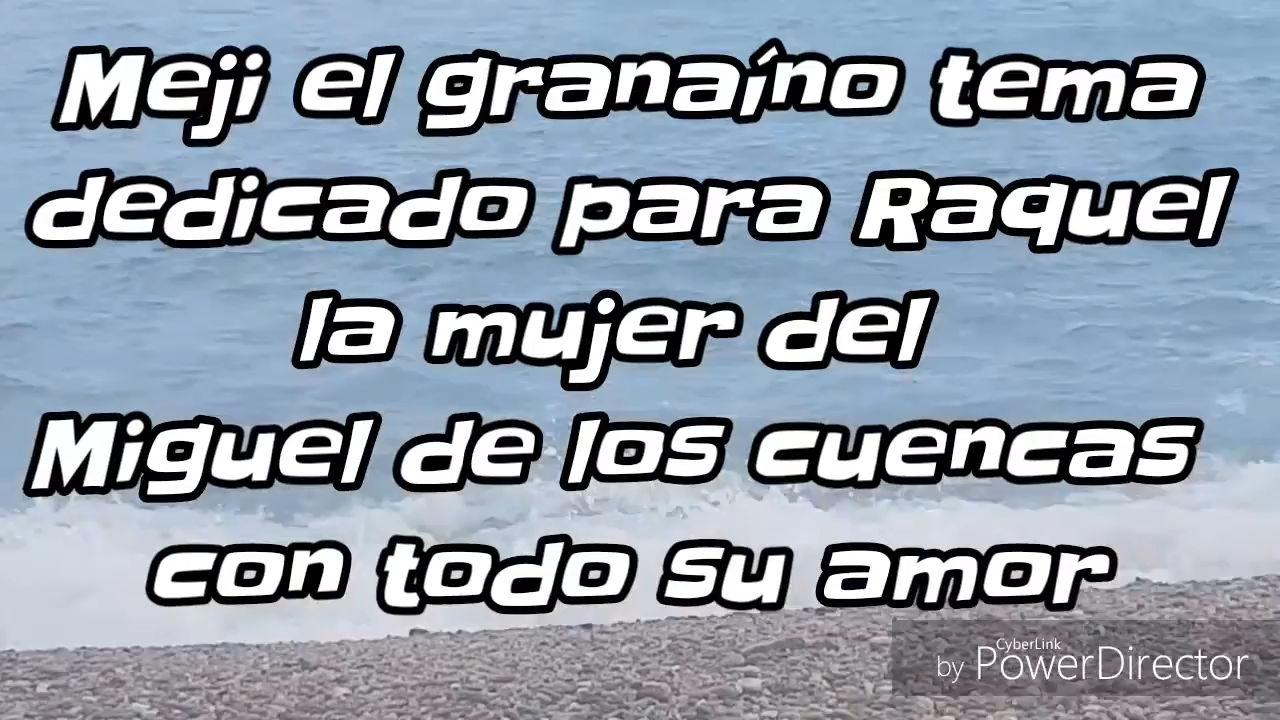 Meji el granaíno tema
dedicado para Raquel
la mujer del
Miguel de los cuencas
con todo su amor
CyberLink
by PowerDirector